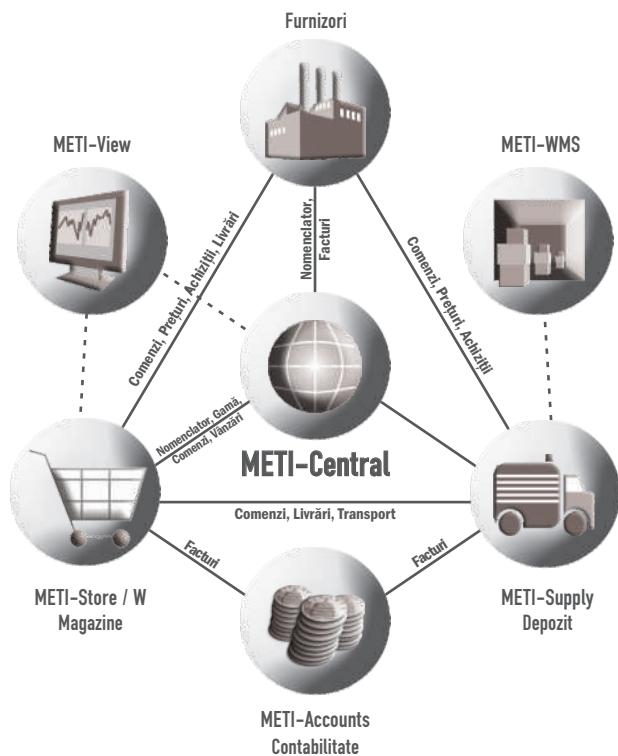 Furnizori
METI-View
METI-WMS
Comenzi, Prețuri, Achiziții, Livrări
Nomenclator,
Facturi
Comenzi, Prețuri, Achiziții
Nomenclator, Gamă,
Comenzi, Vânzări
METI-Central
Comenzi, Livrări, Transport
Facturi
Facturi
METI-Store / W
Magazine
METI-Supply
Depozit
METI-Accounts
Contabilitate